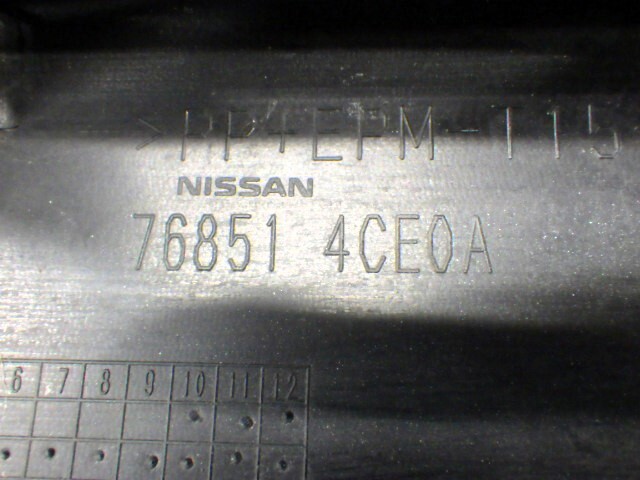 >PP+EPM-T15
NISSAN
76851 4CE0A
6 7 8 9 10 11 12